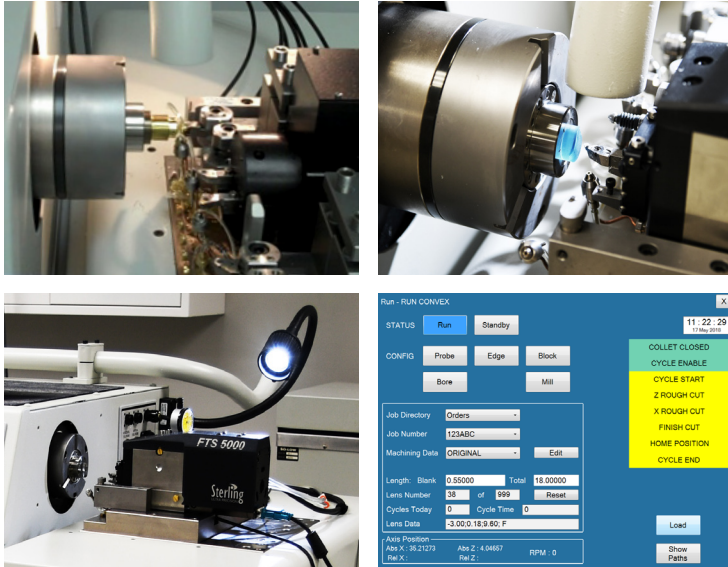 FTS 5000
Sterling
Run - RUN CONVEX
X
STATUS Run Standby
11 : 22 : 29
17 May 2018
COLLET CLOSED
CONFIG Probe Edge Block
CYCLE ENABLE
Bore Mill
CYCLE START
Z ROUGH CUT
X ROUGH CUT
FINISH CUT
HOME POSITION
CYCLE END
Job Directory Orders
Job Number 123ABC
Machining Data ORIGINAL Edit
Length: Blank 0.55000 Total 18.00000
Lens Number 38 of 999 Reset
Cycles Today 0 Cycle Time 0
Lens Data -3.00;0.18;9.60; F
Load
Axis Position
Abs X : 35.21273 Abs Z : 4.04657 RPM : 0
Rel X : Rel Z :
Show
Paths